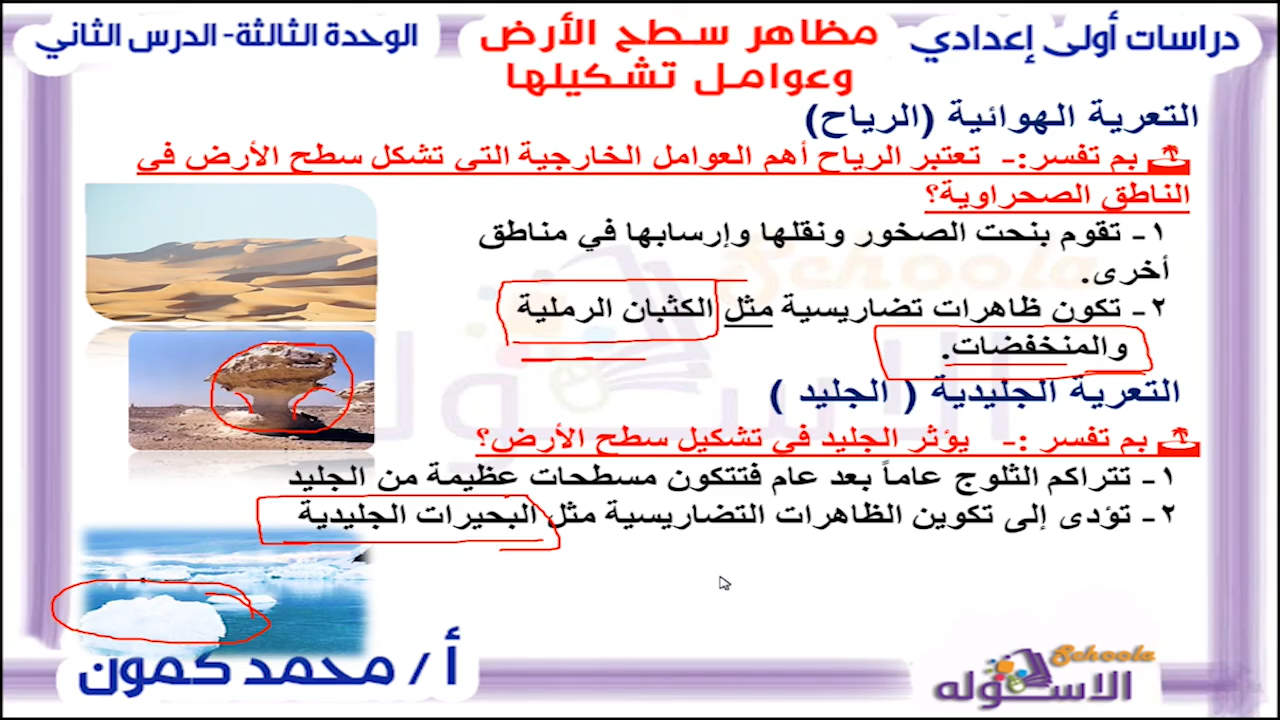 دراسات أولى إعدادي
مظاهر سطح الأرض
وعوامل تشكيلها
الوحدة الثالثة- الدرس الثاني
التعرية الهوائية (الرياح)
بم تفسر:- تعتبر الرياح أهم العوامل الخارجية التى تشكل سطح الأرض فى
الناطق الصحراوية؟
١- تقوم بنحت الصخور ونقلها وإرسابها في مناطق
أخرى.
٢- تكون ظاهرات تضاريسية مثل الكثبان الرملية
والمنخفضات.
التعرية الجليدية ( الجليد )
بم تفسر :- يؤثر الجليد في تشكيل سطح الأرض؟
١- تتراكم الثلوج عاماً بعد عام فتتكون مسطحات عظيمة من الجليد
٢- تؤدى إلى تكوين الظاهرات التضاريسية مثل البحيرات الجليدية
أ / محمد كمون
Schoola
الاسكوله